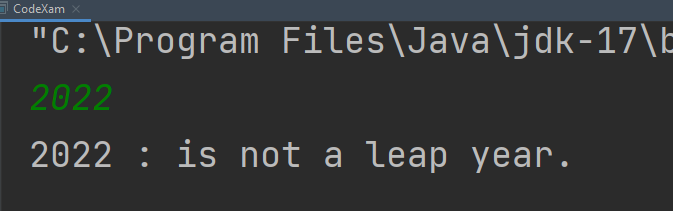 CodeXam
"C:\Program Files\Java\jdk-17\b
2022
2022 : is not a leap year.